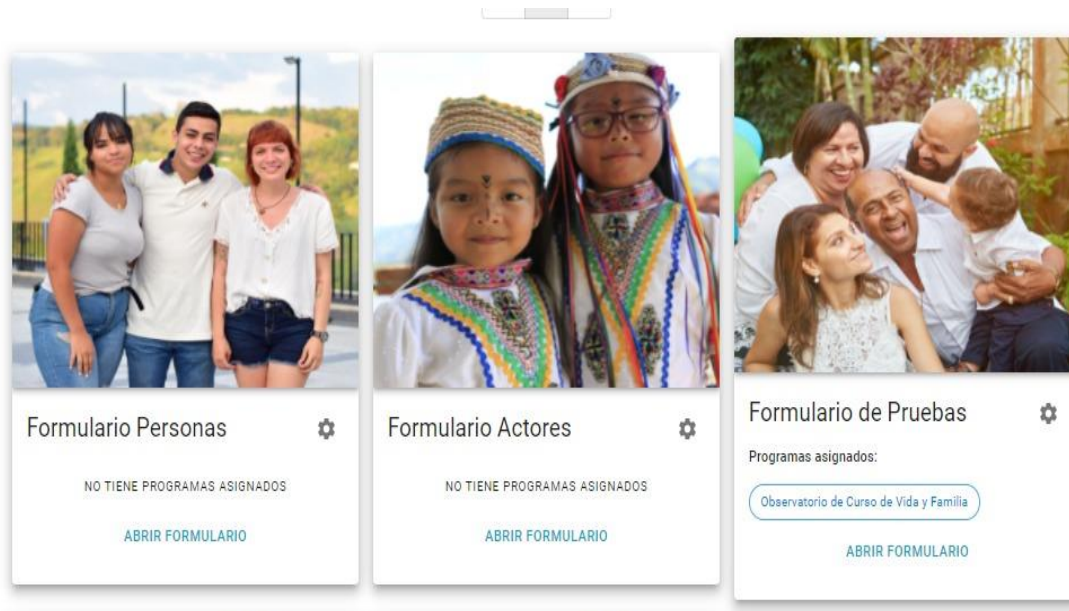 Formulario Personas
NO TIENE PROGRAMAS ASIGNADOS
ABRIR FORMULARIO
Formulario Actores
NO TIENE PROGRAMAS ASIGNADOS
ABRIR FORMULARIO
Formulario de Pruebas
Programas asignados:
Observatorio de Curso de Vida y Familia
ABRIR FORMULARIO